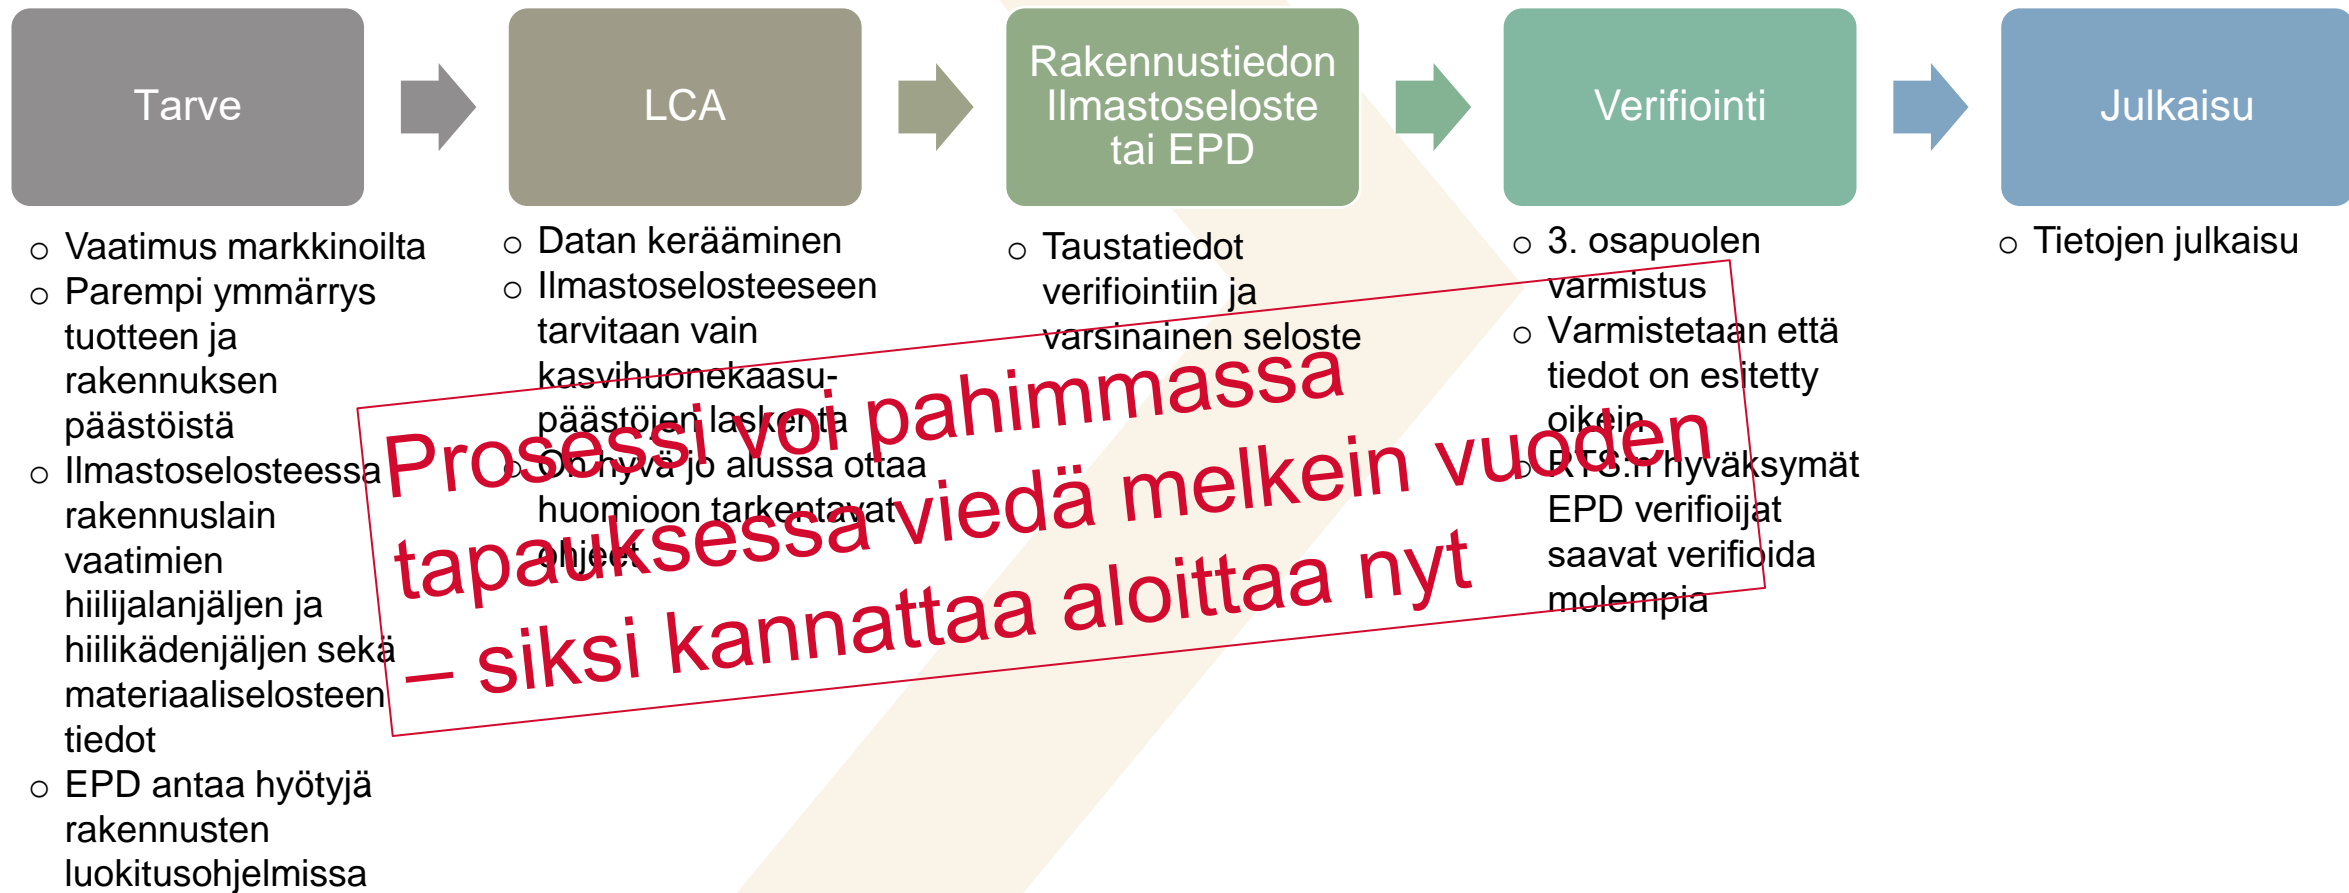 Tarve
LCA
Rakennustiedon
Ilmastoseloste
tai EPD
Verifiointi
Julkaisu
o Vaatimus markkinoilta
o Parempi ymmärrys
tuotteen ja
rakennuksen
päästöistä
o Ilmastoselosteessa
rakennuslain
vaatimien
hiilijalanjäljen ja
hiilikädenjäljen sekä
materiaaliselosteen
tiedot
o EPD antaa hyötyjä
rakennusten
luokitusohjelmissa
o Datan kerääminen
o Ilmastoselosteeseen
tarvitaan vain
kasvihuonekaasu-
päästöjen laskenta
o On hyvä jo alussa ottaa
huomioon tarkentavat
ohjeet
o Taustatiedot
verifiointiin ja
varsinainen seloste
o 3. osapuolen
varmistus
o Varmistetaan että
tiedot on esitetty
oikein
o RTS:n hyväksymät
EPD verifioijat
saavat verifioida
molempia
o Tietojen julkaisu
Prosessi voi pahimmassa
tapauksessa viedä melkein vuoden
– siksi kannattaa aloittaa nyt